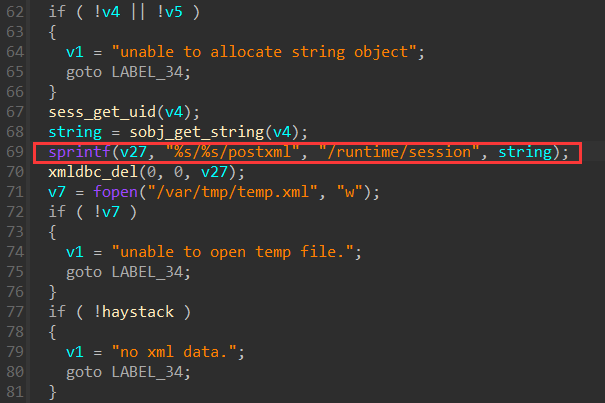 62 if ( !v4 || !v5 )
63 {
64 v1 = "unable to allocate string object";
65 goto LABEL_34;
66 }
67 sess_get_uid(v4);
68 string = sobj_get_string(v4);
69 sprintf(v27, "%s/%s/postxml", "/runtime/session", string);
70 xmldbc_del(0, 0, v27);
71 v7 = fopen("/var/tmp/temp.xml", "w");
72 if ( !v7 )
73 {
74 v1 = "unable to open temp file.";
75 goto LABEL_34;
76 }
77 if ( !haystack )
78 {
79 v1 = "no xml data.";
80 goto LABEL_34;
81 }